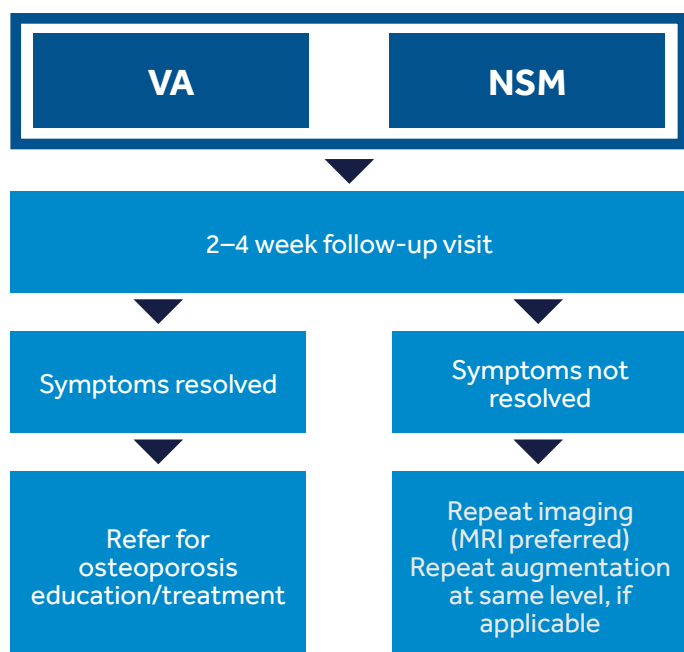 VA
NSM
2–4 week follow-up visit
Symptoms resolved
Symptoms not
resolved
Refer for
osteoporosis
education/treatment
Repeat imaging
(MRI preferred)
Repeat augmentation
at same level, if
applicable